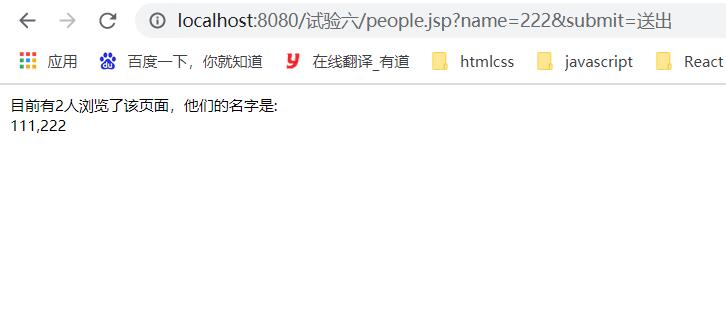 localhost:8080/试验六/people.jsp?name=222&submit=送出
应用 百度一下，你就知道 在线翻译_有道 htmlcss javascript React
目前有2人浏览了该页面，他们的名字是:
111,222